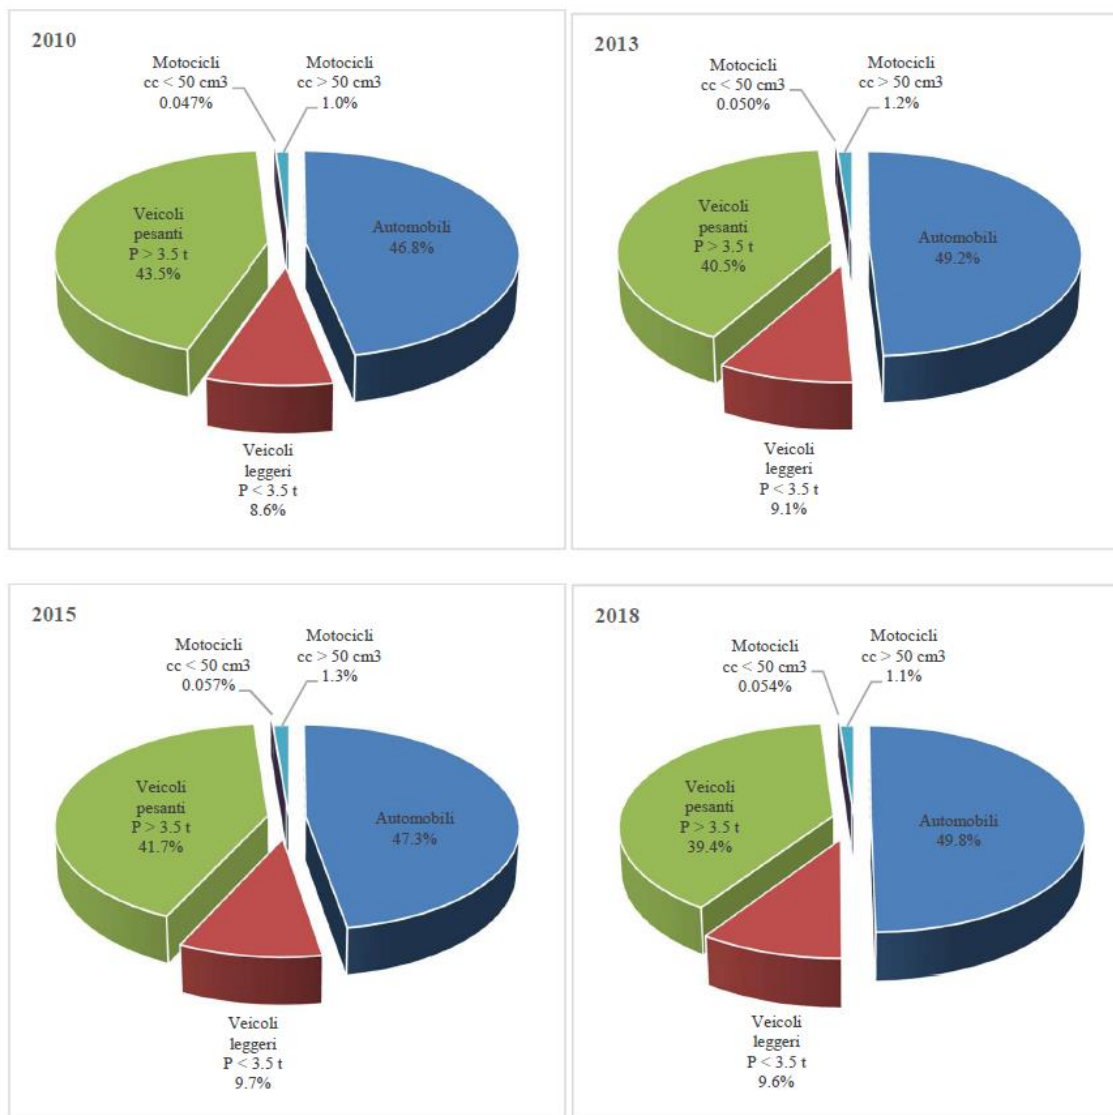 2010
Motocicli
cc < 50 cm3
0.047%
Motocicli
cc > 50 cm3
1.0%
Veicoli
pesanti
P > 3.5 t
43.5%
Automobili
46.8%
Veicoli
leggeri
P < 3.5 t
8.6%
2013
Motocicli
cc < 50 cm3
0.050%
Motocicli
cc > 50 cm3
1.2%
Veicoli
pesanti
P > 3.5 t
40.5%
Automobili
49.2%
Veicoli
leggeri
P < 3.5 t
9.1%
2015
Motocicli
cc < 50 cm3
0.057%
Motocicli
cc > 50 cm3
1.3%
Veicoli
pesanti
P > 3.5 t
41.7%
Automobili
47.3%
Veicoli
leggeri
P < 3.5 t
9.7%
2018
Motocicli
cc < 50 cm3
0.054%
Motocicli
cc > 50 cm3
1.1%
Veicoli
pesanti
P > 3.5 t
39.4%
Automobili
49.8%
Veicoli
leggeri
P < 3.5 t
9.6%